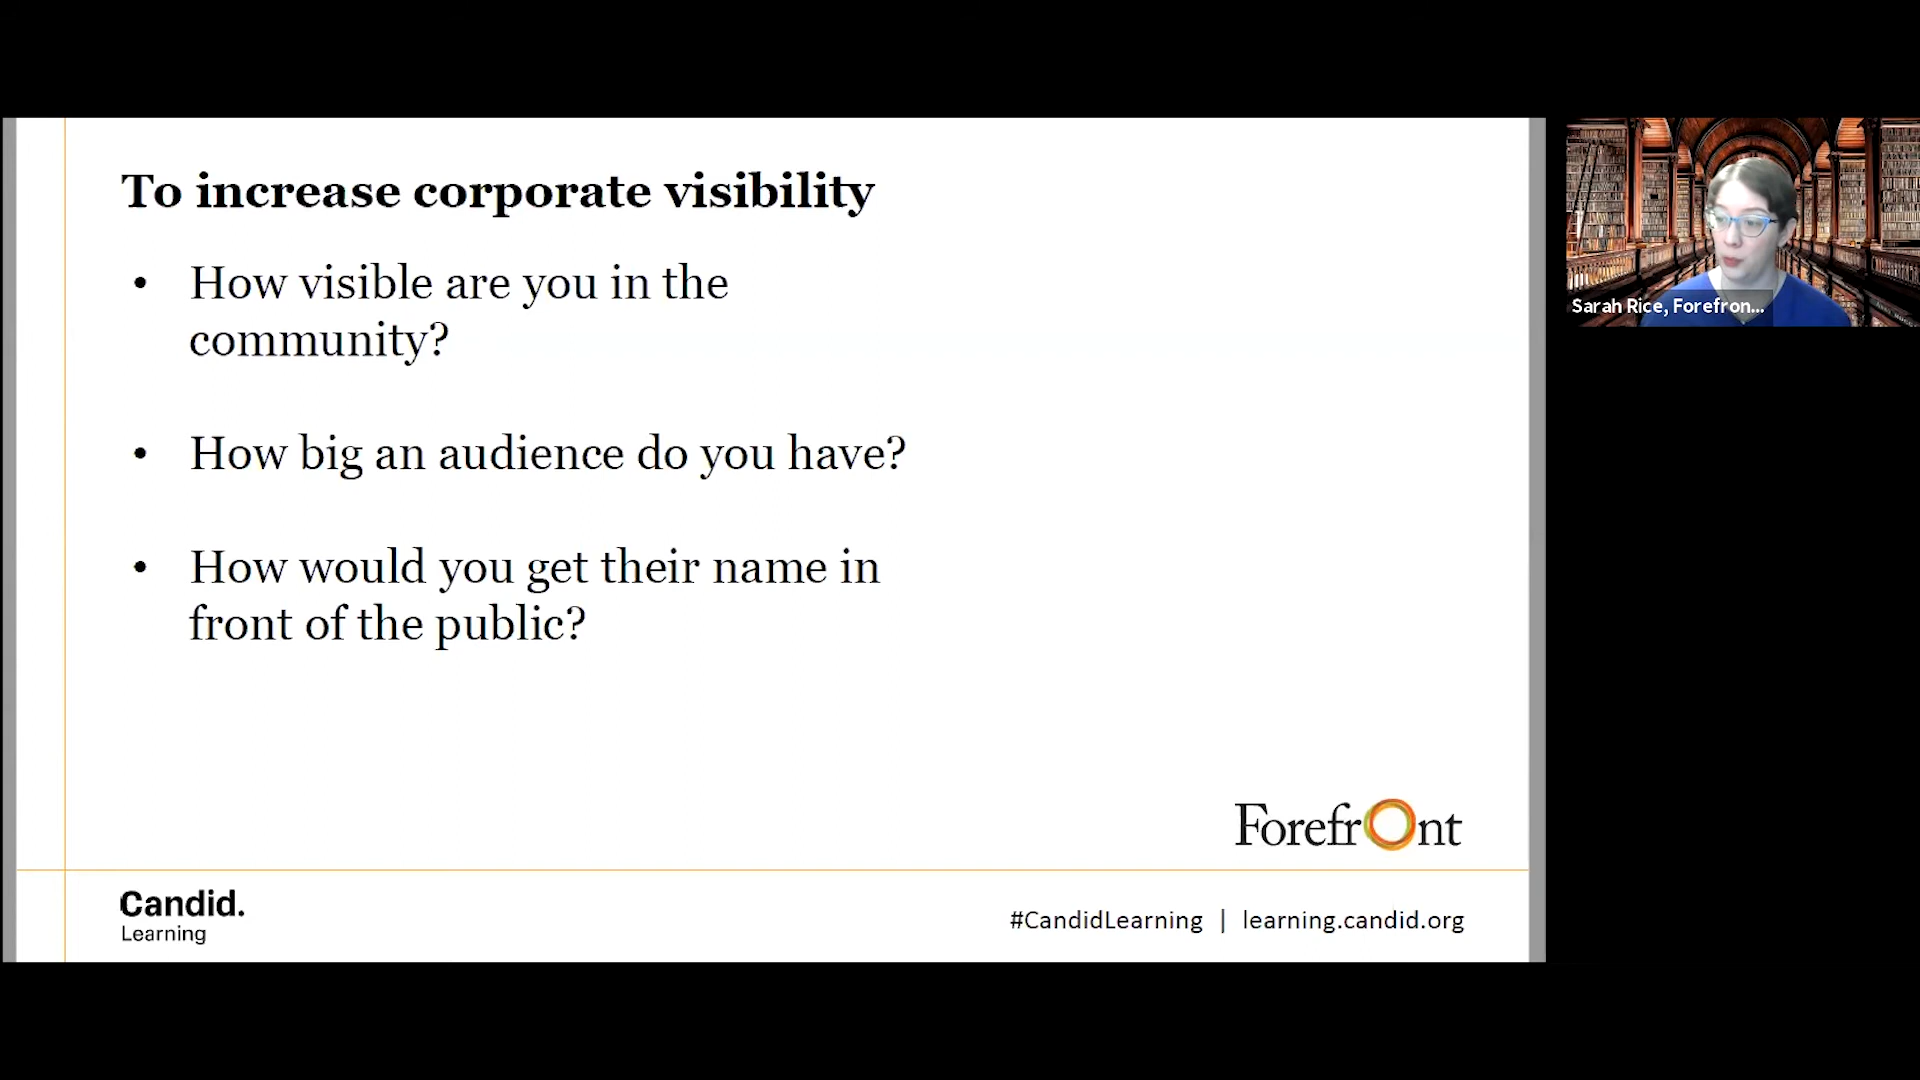 To increase corporate visibility
• How visible are you in the
community?
• How big an audience do you have?
• How would you get their name in
front of the public?
Forefront
Candid.
Learning
#CandidLearning | learning.candid.org
Sarah Rice, Forefron...